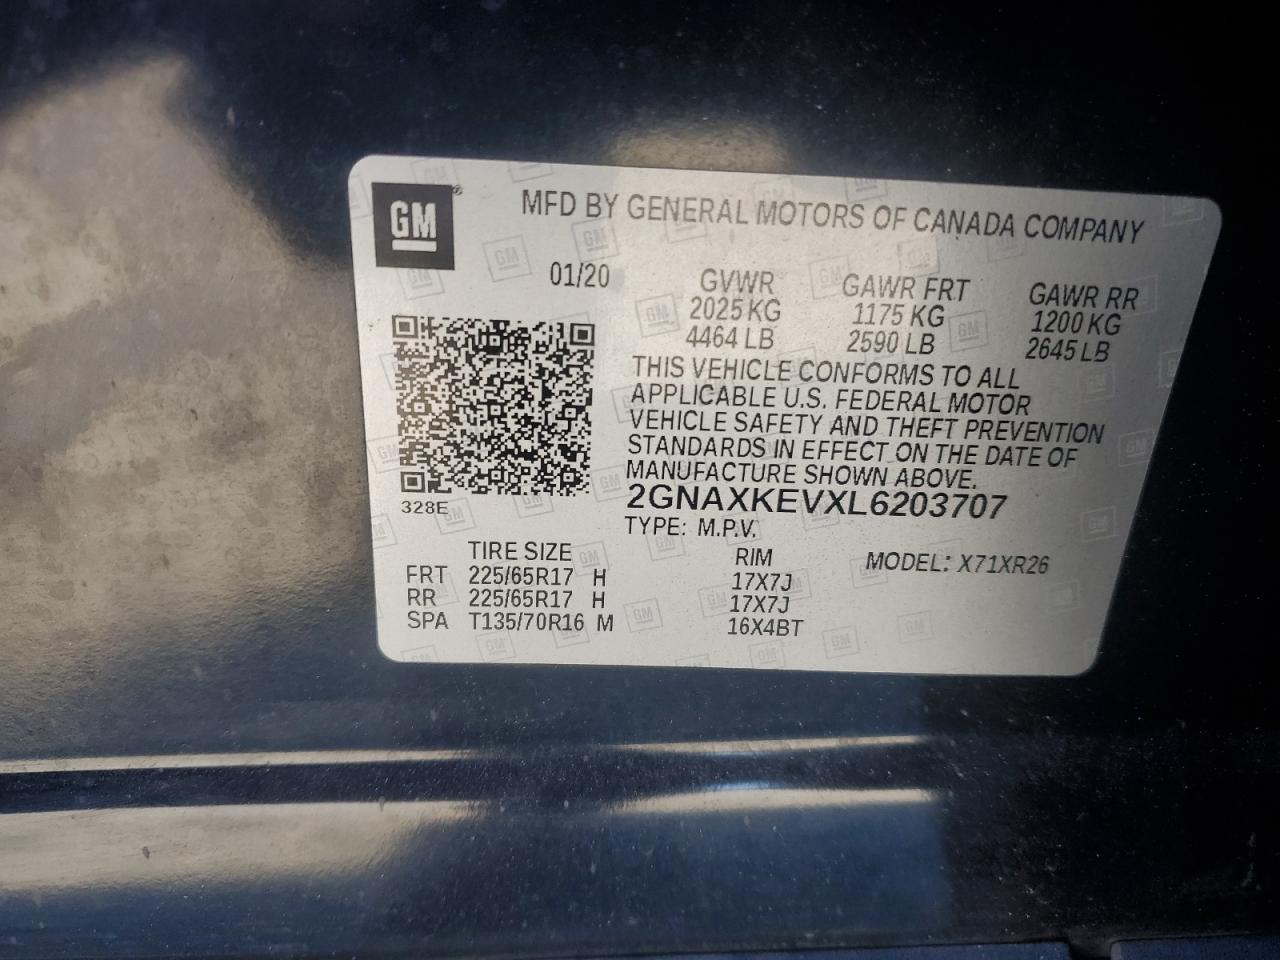 GM ®
MFD BY GENERAL MOTORS OF CANADA COMPANY
01/20
GVWR GAWR FRT GAWR RR
2025 KG 1175 KG 1200 KG
4464 LB 2590 LB 2645 LB
THIS VEHICLE CONFORMS TO ALL
APPLICABLE U.S. FEDERAL MOTOR
VEHICLE SAFETY AND THEFT PREVENTION
STANDARDS IN EFFECT ON THE DATE OF
MANUFACTURE SHOWN ABOVE.
328E
2GNAXKEVXL6203707
TYPE: M.P.V.
TIRE SIZE RIM MODEL: X71XR26
FRT 225/65R17 H 17X7J
RR 225/65R17 H 17X7J
SPA T135/70R16 M 16X4BT